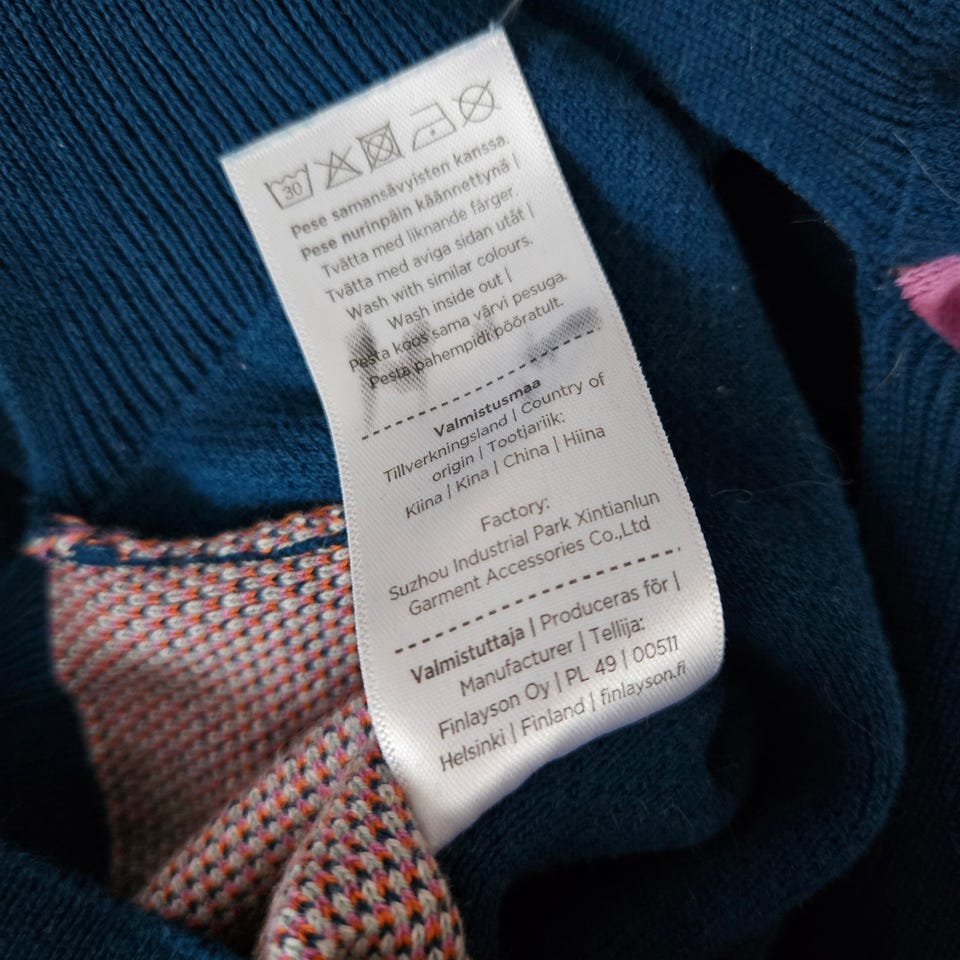 30
Pese samansävyisten kanssa.
Pese nurinpäin käännettynä |
Tvätta med liknande färger.
Tvätta med aviga sidan utåt |
Wash with similar colours.
Wash inside out |
Pesta koos sama värvi pesuga.
Pesta pahempidi pööratult.
Valmistusmaa
Tillverkningsland | Country of
origin | Tootjariik:
Kiina | Kina | China | Hiina
Factory:
Suzhou Industrial Park Xintianlun
Garment Accessories Co.,Ltd
Valmistuttaja | Produceras för |
Manufacturer | Tellija:
Finlayson Oy | PL 49 | 00511
Helsinki | Finland | finlayson.fi